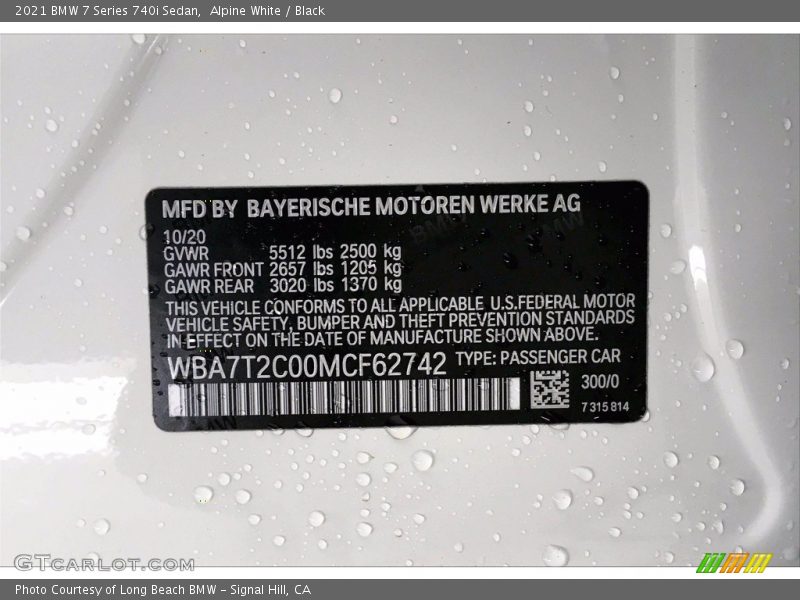 2021 BMW 7 Series 740i Sedan,  Alpine White / Black
MFD BY BAYERISCHE MOTOREN WERKE AG
10/20
GVWR 5512 lbs 2500 kg
GAWR FRONT 2657 lbs 1205 kg
GAWR REAR 3020 lbs 1370 kg
THIS VEHICLE CONFORMS TO ALL APPLICABLE U.S.FEDERAL MOTOR
VEHICLE SAFETY, BUMPER AND THEFT PREVENTION STANDARDS
IN EFFECT ON THE DATE OF MANUFACTURE SHOWN ABOVE.
WBA7T2C00MCF62742 TYPE: PASSENGER CAR
300/0
7 315 814
GTCARLOT.COM
Photo Courtesy of Long Beach BMW - Signal Hill, CA